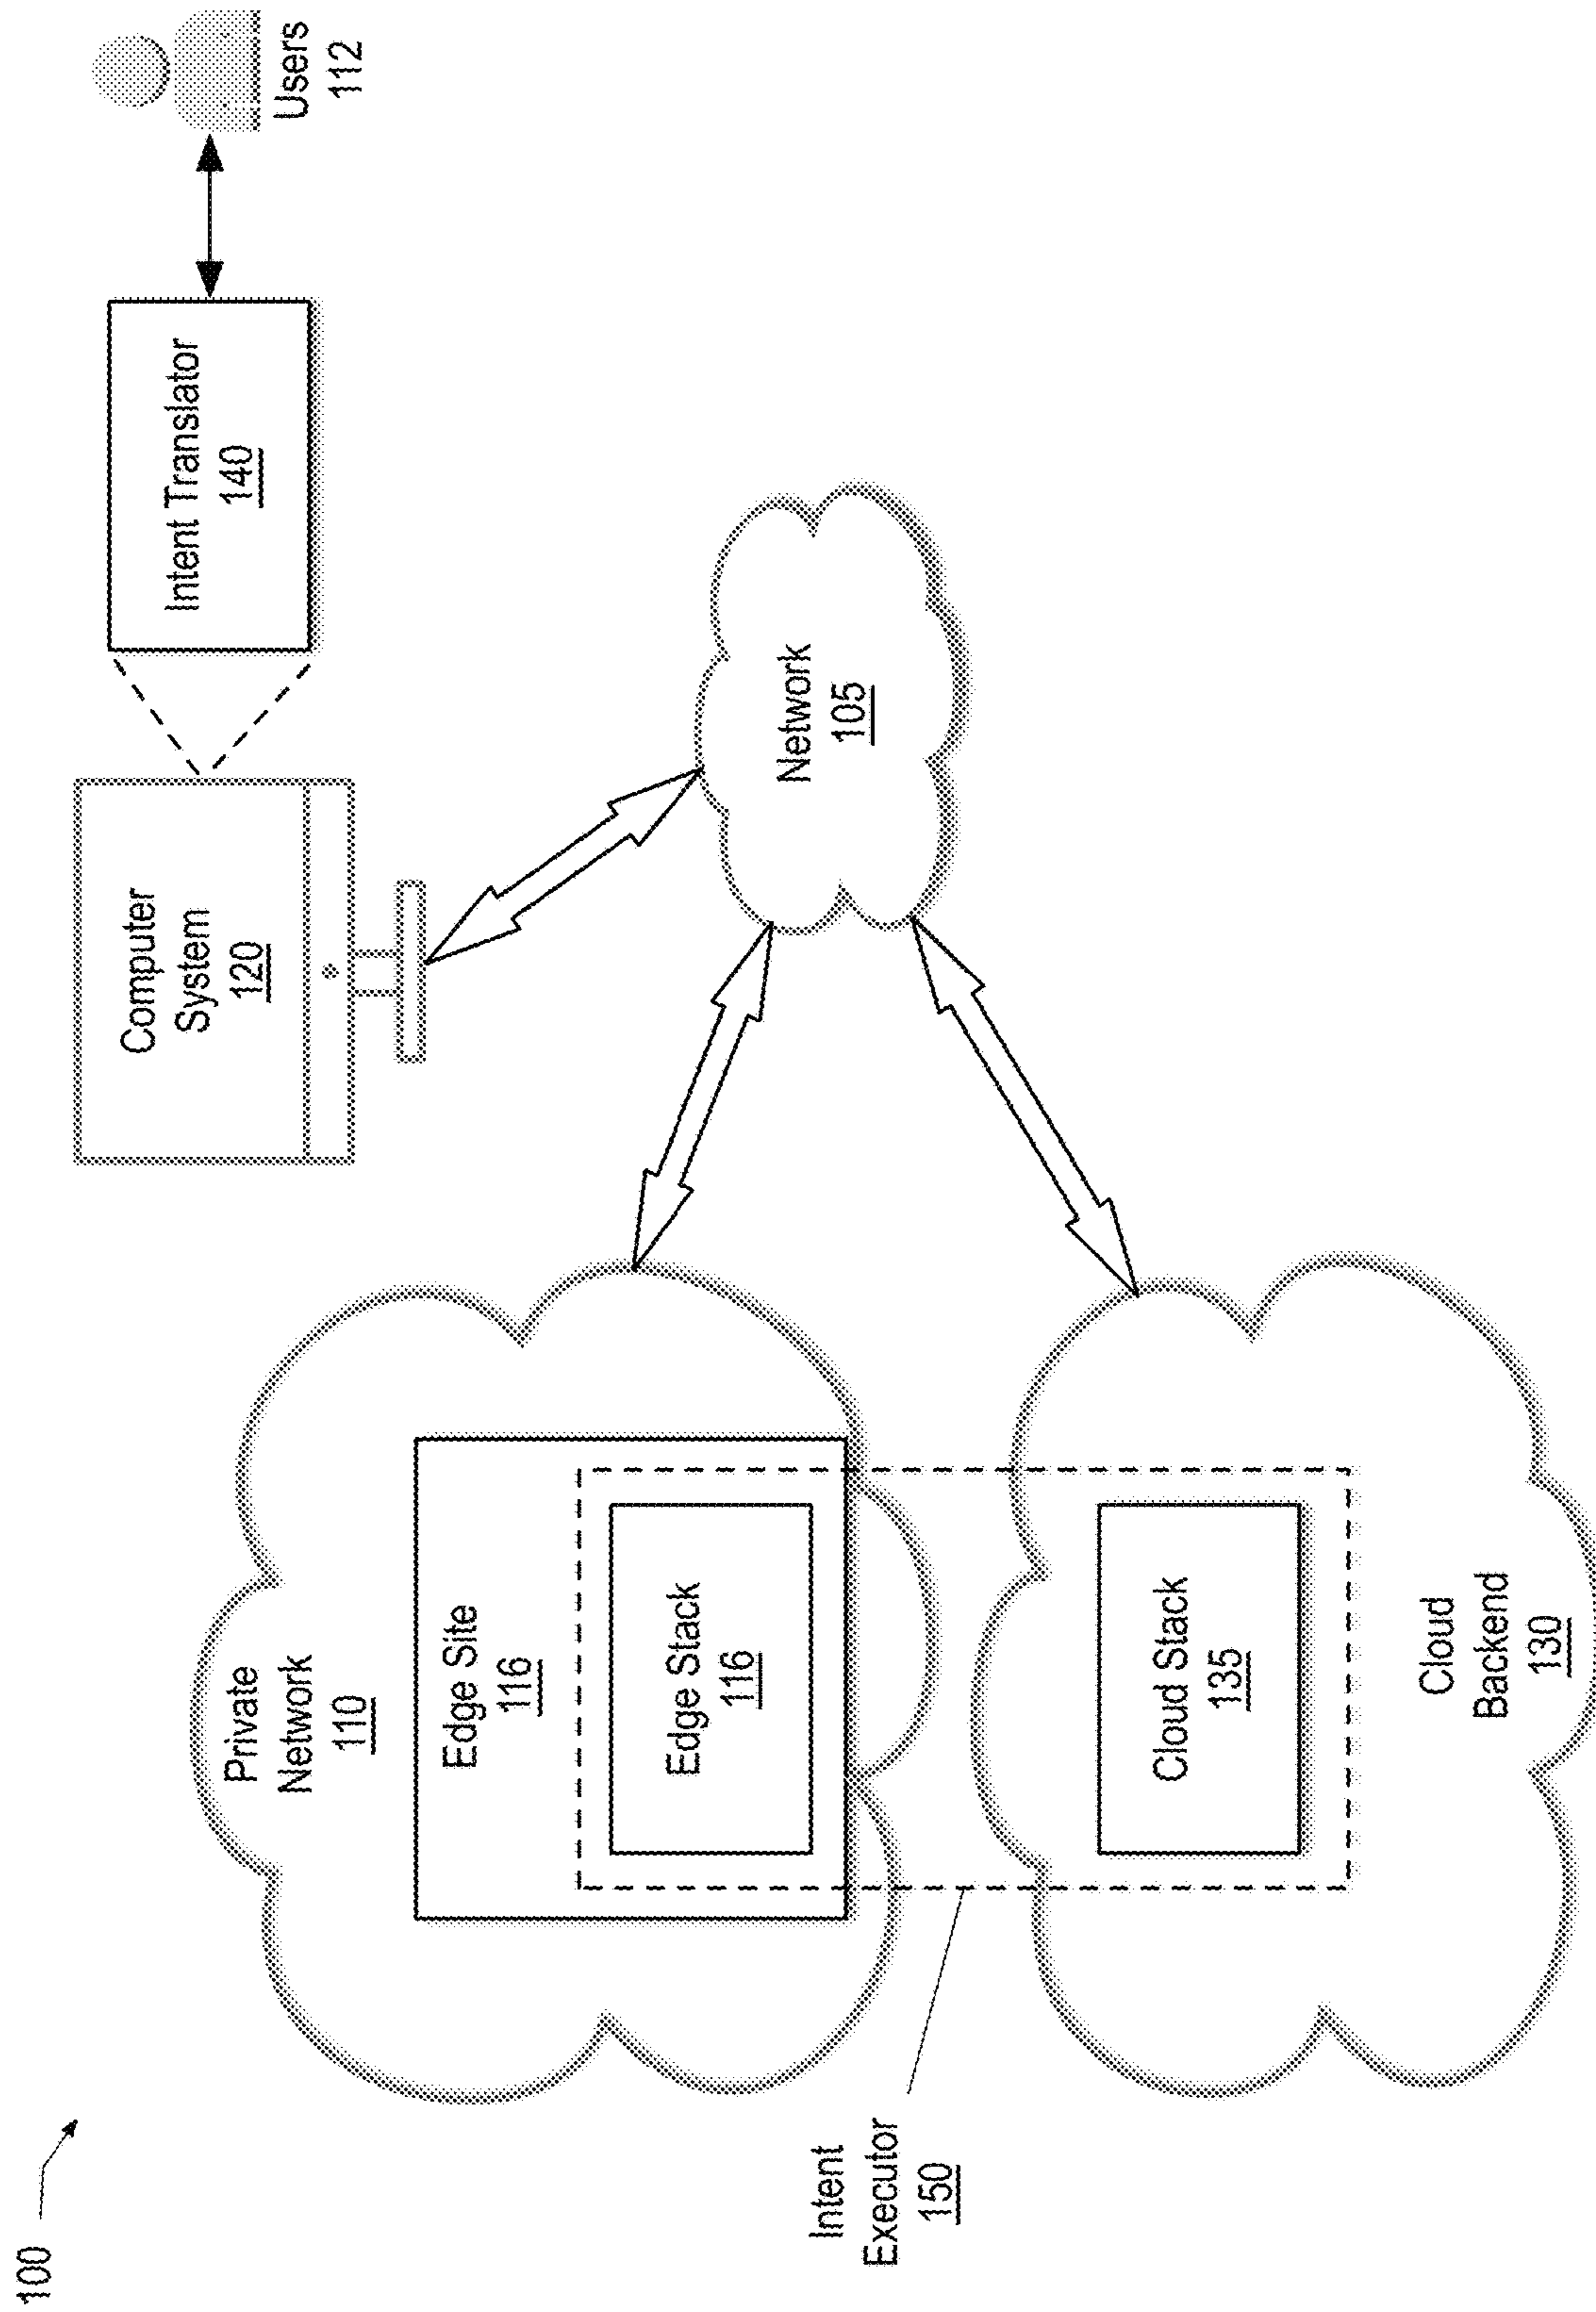 100
Private
Network
110
Edge Site
116
Edge Stack
116
Intent
Executor
150
Cloud Stack
135
Cloud
Backend
130
Computer
System
120
Network
105
Intent Translator
140
Users
112